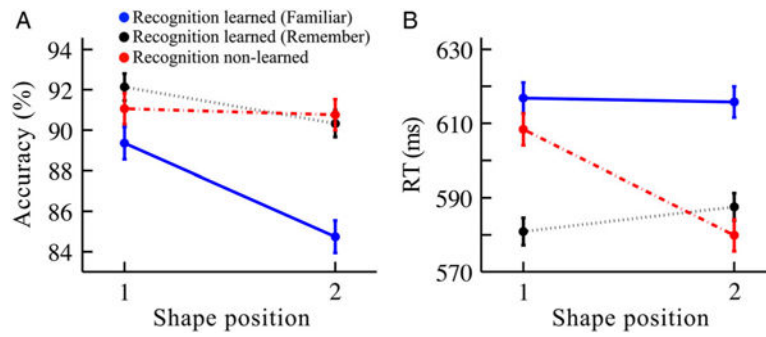 A
Recognition learned (Familiar)
Recognition learned (Remember)
Recognition non-learned
Accuracy (%)
94
92
90
88
86
84
1
2
Shape position
B
RT (ms)
630
610
590
570
1
2
Shape position